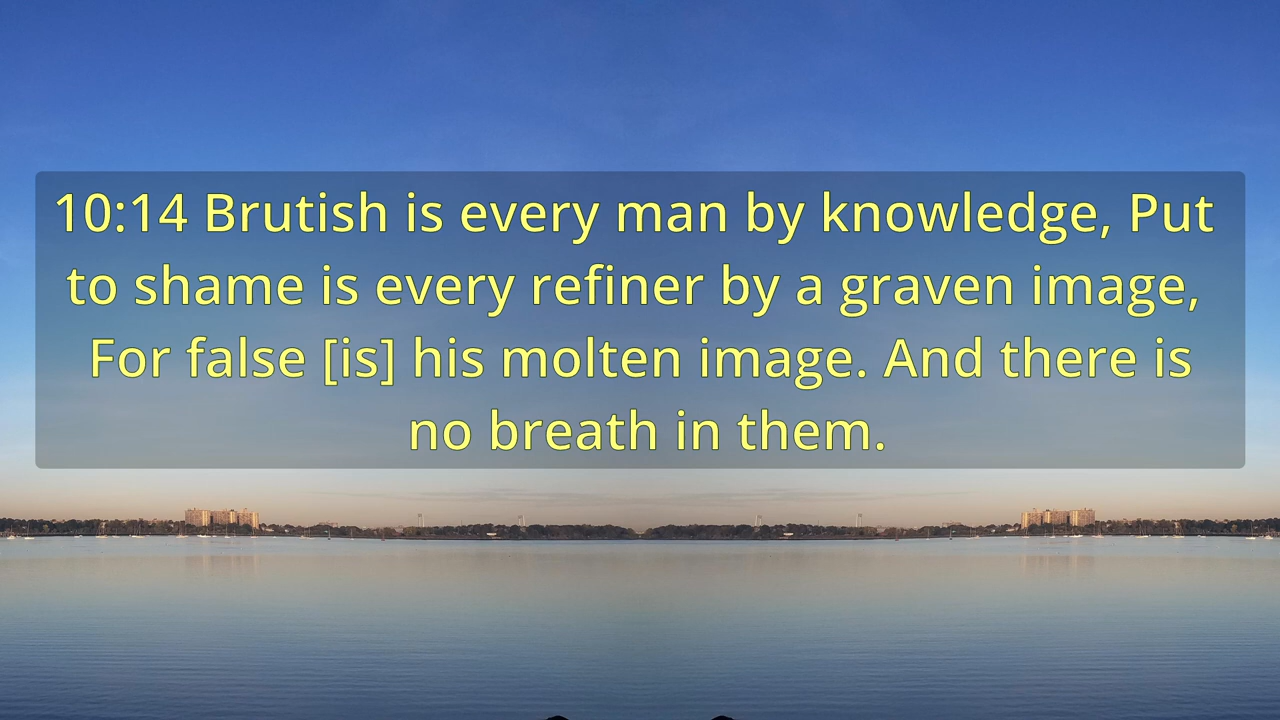 10:14 Brutish is every man by knowledge, Put
to shame is every refiner by a graven image,
For false [is] his molten image. And there is
no breath in them.